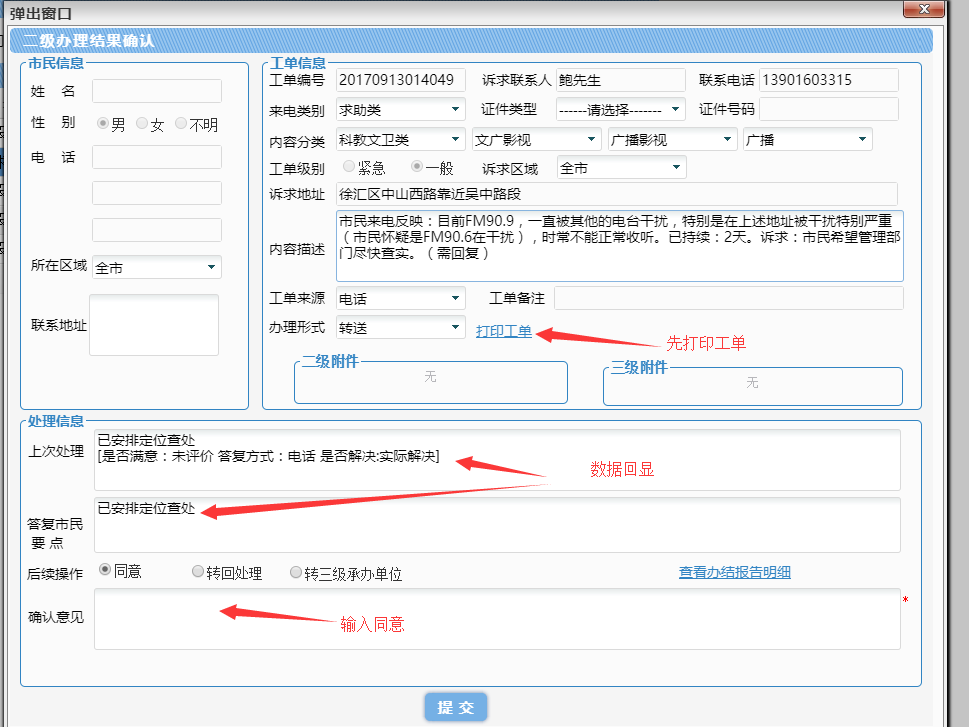 弹出窗口
二级办理结果确认
市民信息
姓 名
性 别 男 女 不明
电 话
所在区域 全市
联系地址
工单信息
工单编号 20170913014049 诉求联系人 鲍先生 联系电话 13901603315
来电类别 求助类 证件类型 ------请选择------- 证件号码
内容分类 科教文卫类 文广影视 广播影视 广播
工单级别 紧急 一般 诉求区域 全市
诉求地址 徐汇区中山西路靠近吴中路段
内容描述
市民来电反映：目前FM90.9，一直被其他的电台干扰，特别是在上述地址被干扰特别严重
（市民怀疑是FM90.6在干扰），时常不能正常收听。已持续：2天。诉求：市民希望管理部
门尽快查实。（需回复）
工单来源 电话 工单备注
办理形式 转送 打印工单
先打印工单
二级附件
无
三级附件
无
处理信息
上次处理
已安排定位查处
[是否满意：未评价 答复方式：电话 是否解决:实际解决]
数据回显
答复市民
要 点
已安排定位查处
后续操作 同意 转回处理 转三级承办单位 查看办结报告明细
确认意见 *
输入同意
提 交